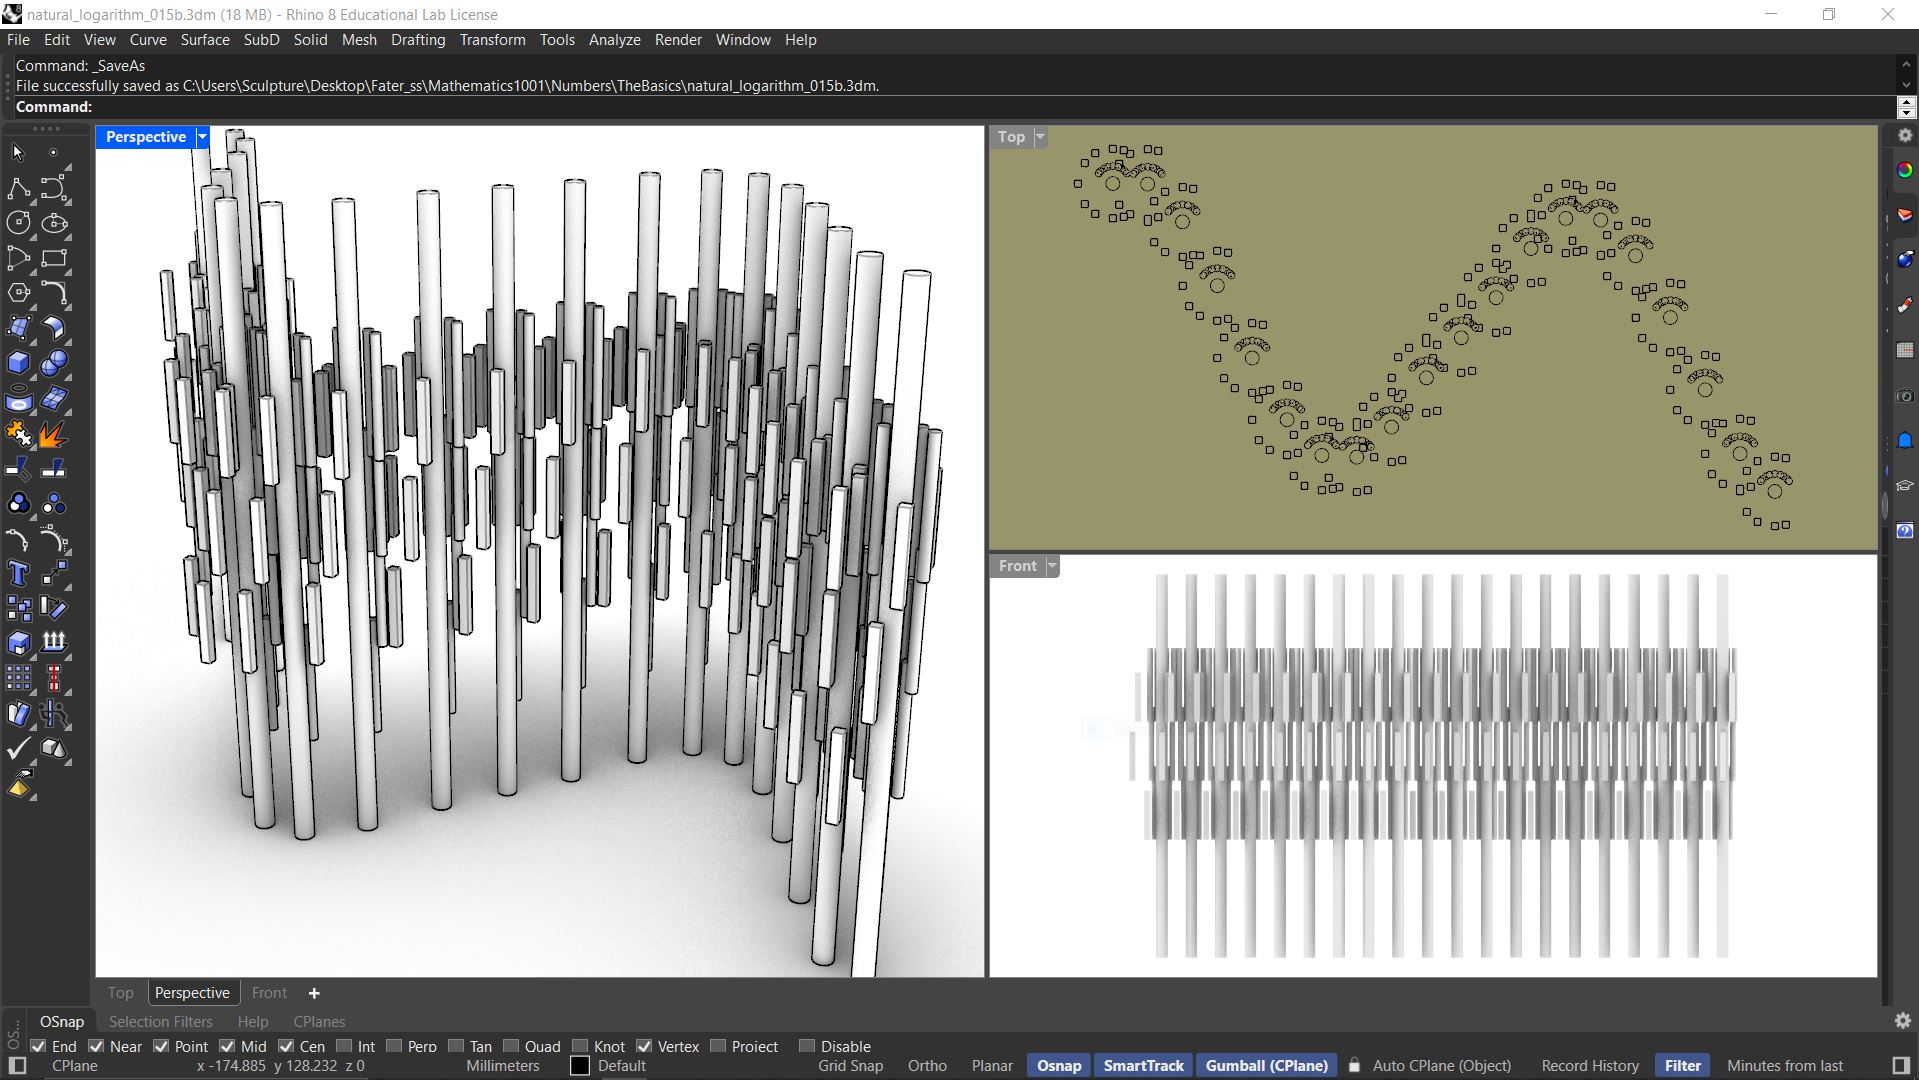 natural_logarithm_015b.3dm (18 MB) - Rhino 8 Educational Lab License
File Edit View Curve Surface SubD Solid Mesh Drafting Transform Tools Analyze Render Window Help
Command: _SaveAs
File successfully saved as C:\Users\Sculpture\Desktop\Fater_ss\Mathematics1001\Numbers\TheBasics\natural_logarithm_015b.3dm.
Command:
Perspective
Top
Front
Top Perspective Front
OSnap Selection Filters Help CPlanes
End Near Point Mid Cen Int Perp Tan Quad Knot Vertex Project Disable
CPlane x -174.885 y 128.232 z 0 Millimeters Default Grid Snap Ortho Planar Osnap SmartTrack Gumball (CPlane) Auto CPlane (Object) Record History Filter Minutes from last